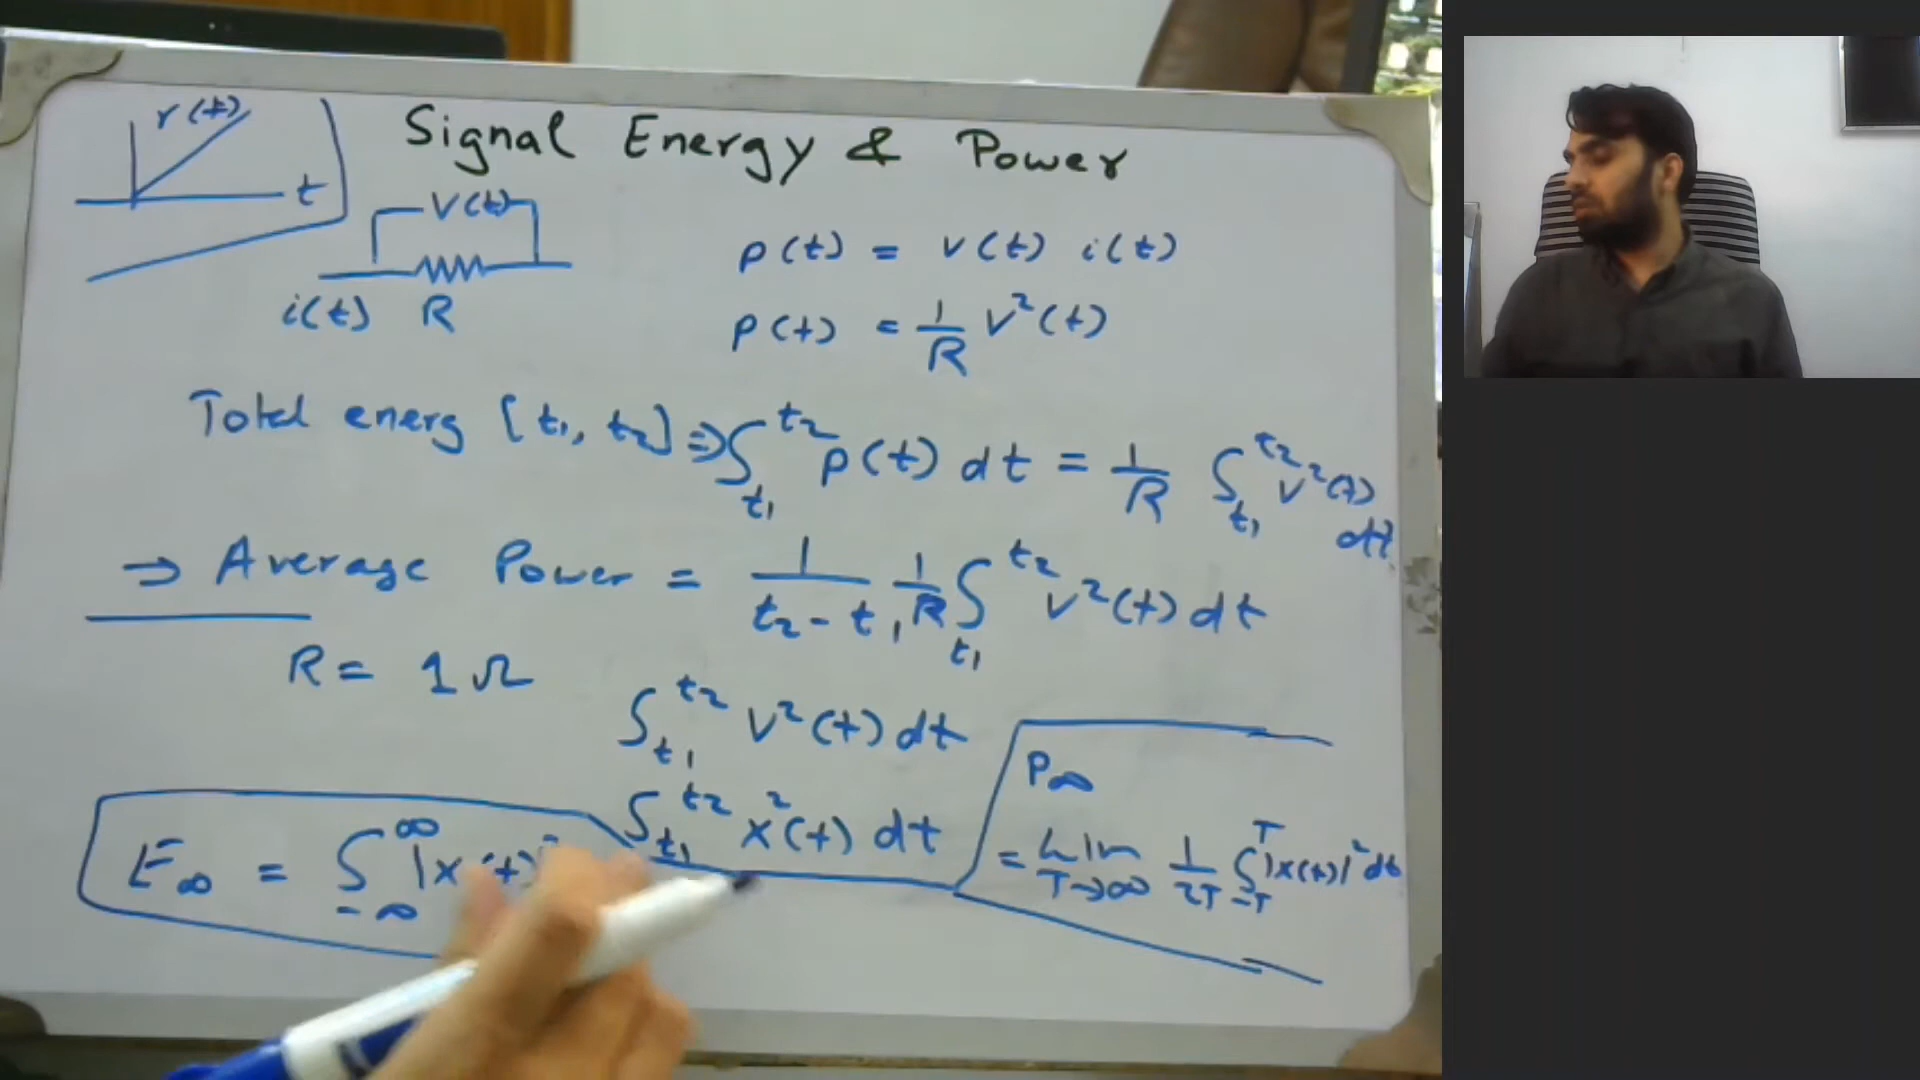 Signal Energy & Power
r(t)
t
v(t)
i(t) R
p(t) = v(t) i(t)
p(t) = 1/R v²(t)
Total energ [t₁, t₂] ⇒ ∫_{t₁}^{t₂} p(t) dt = 1/R ∫_{t₁}^{t₂} v²(t) dt
→ Average Power = 1/(t₂ - t₁) 1/R ∫_{t₁}^{t₂} v²(t) dt
R = 1Ω
∫_{t₁}^{t₂} v²(t) dt
∫_{t₁}^{t₂} x²(t) dt
E∞ = ∫_{-∞}^{∞} |x(t)
P∞
= Lim_{T→∞} 1/2T ∫_{-T}^{T} |x(t)|² dt